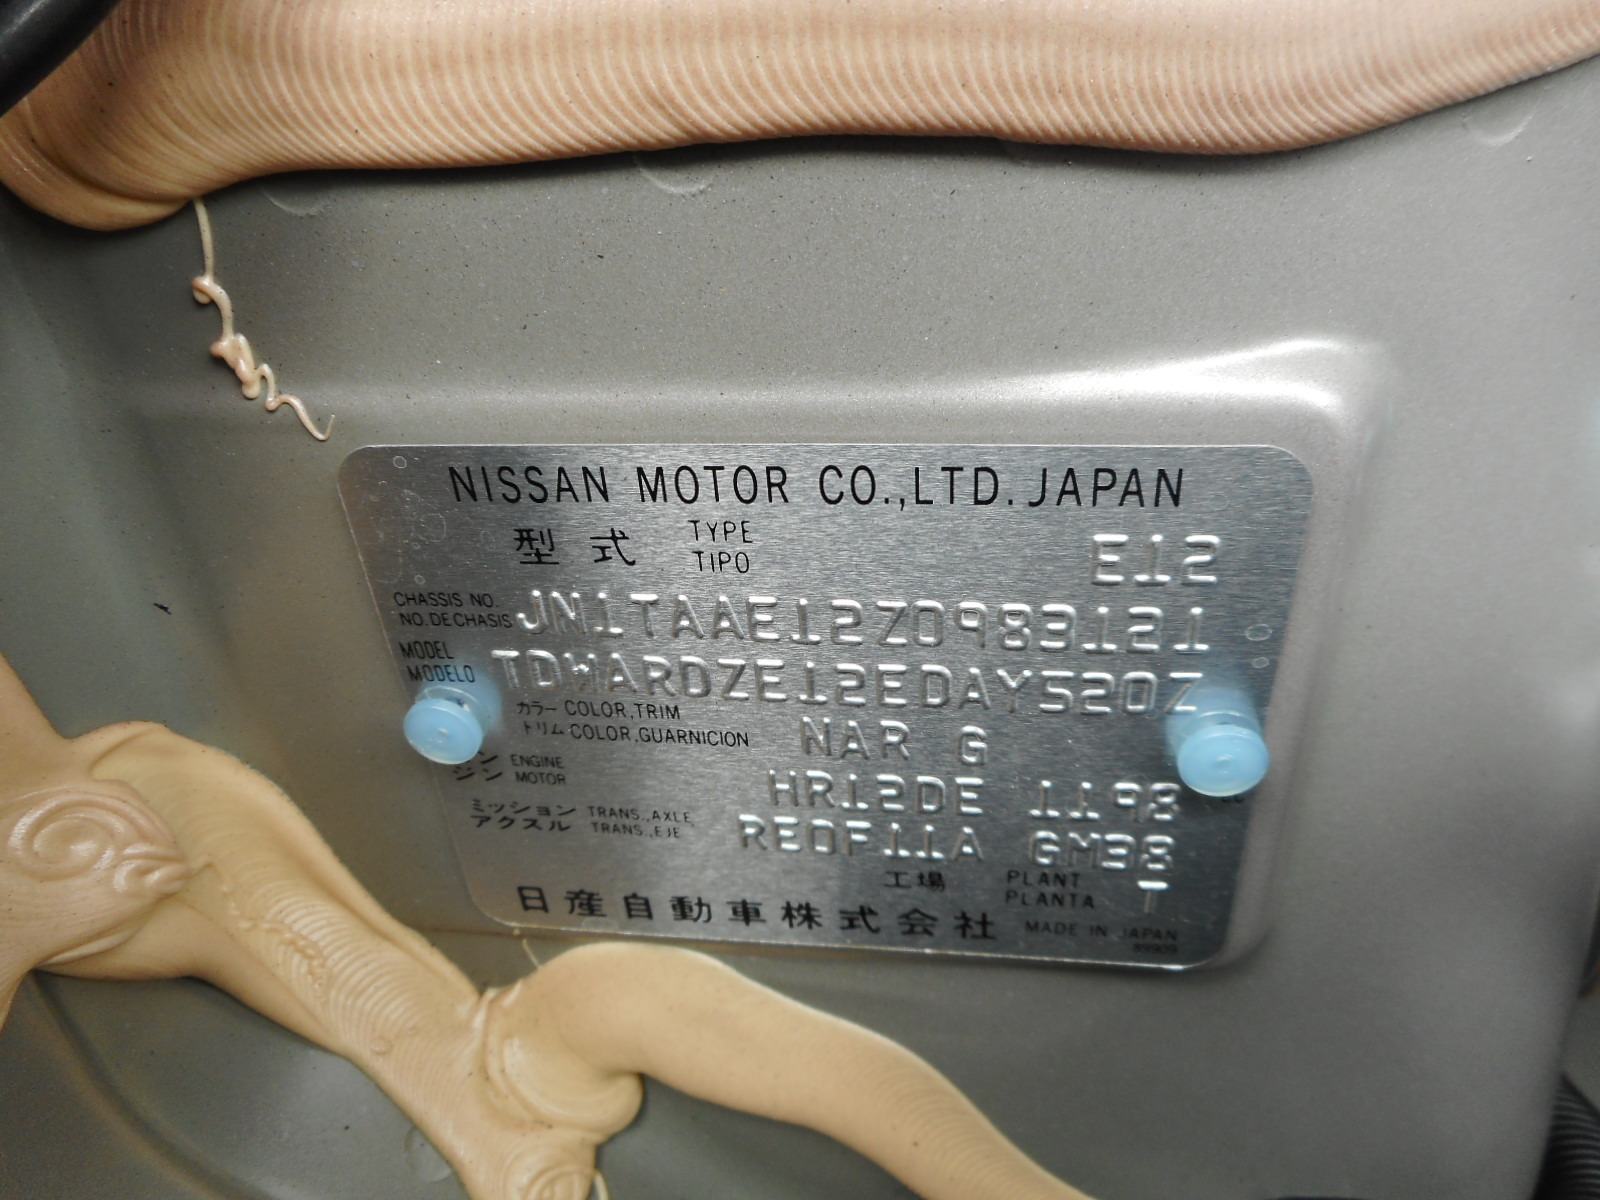 NISSAN MOTOR CO.,LTD. JAPAN
型式 TYPE
TIPO E12
CHASSIS NO.
NO.DE CHASIS JN1TAAE12Z0983121
MODEL
MODELO TDWARDZE12EDAY520Z
カラー COLOR,TRIM
トリム COLOR,GUARNICION NAR G
ン ENGINE
ジン MOTOR HR12DE 1198
ミッション TRANS.,AXLE
アクスル TRANS.,EJE RE0F11A GM38
工場 PLANT
PLANTA T
日産自動車株式会社 MADE IN JAPAN